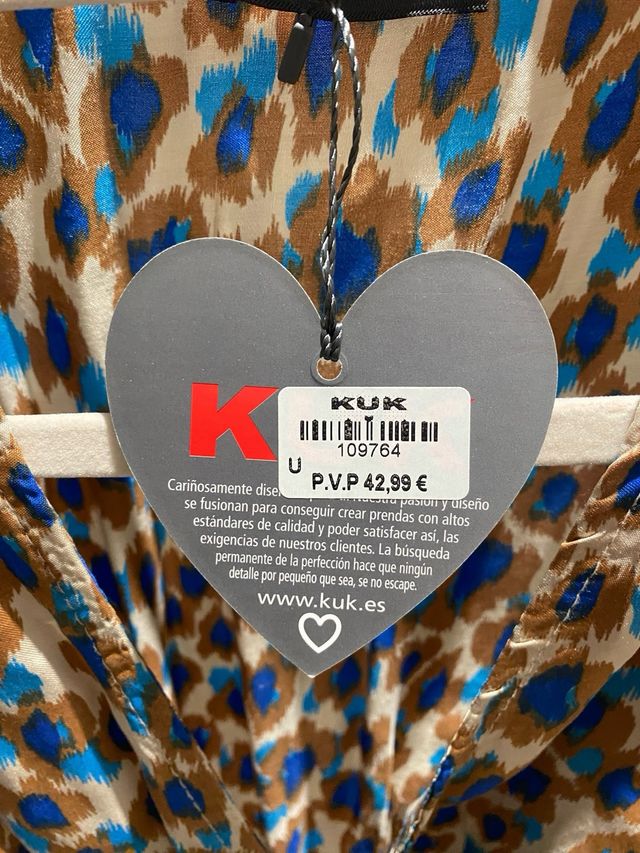 K
KUK
109764
U
P.V.P 42,99 €
Cariñosamente dise
pasión y diseño
se fusionan para conseguir crear prendas con altos
estándares de calidad y poder satisfacer así, las
exigencias de nuestros clientes. La búsqueda
permanente de la perfección hace que ningún
detalle por pequeño que sea, se no escape.
www.kuk.es